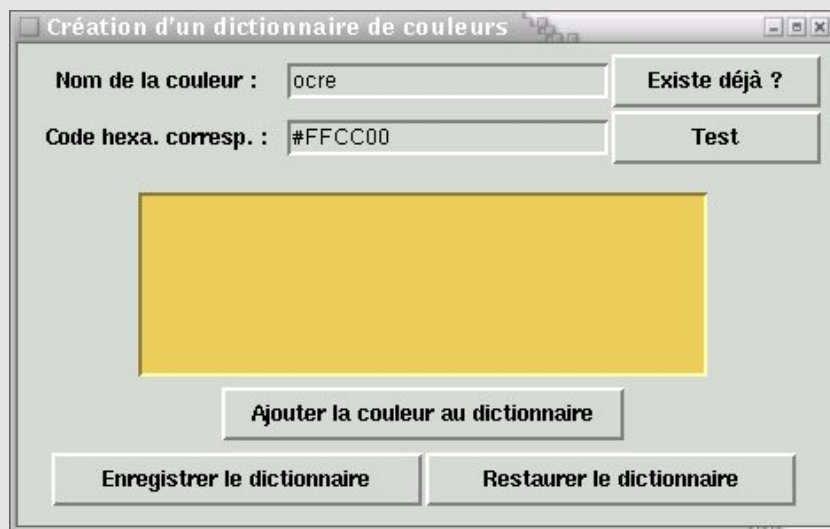 Création d'un dictionnaire de couleurs
Nom de la couleur :
ocre
Existe déjà ?
Code hexa. corresp. :
#FFCC00
Test
Ajouter la couleur au dictionnaire
Enregistrer le dictionnaire
Restaurer le dictionnaire